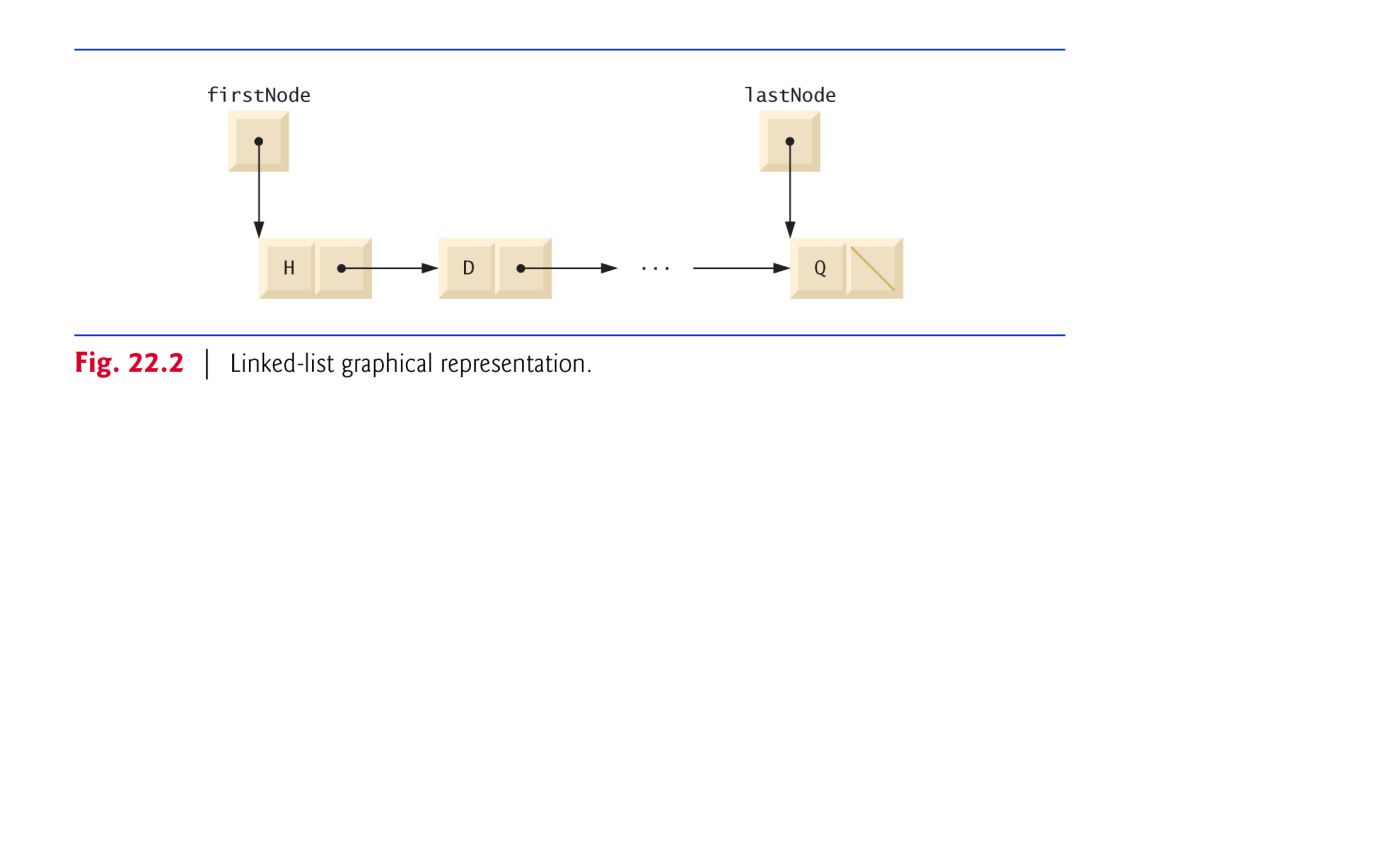 firstNode lastNode
H D ... Q
Fig. 22.2 | Linked-list graphical representation.